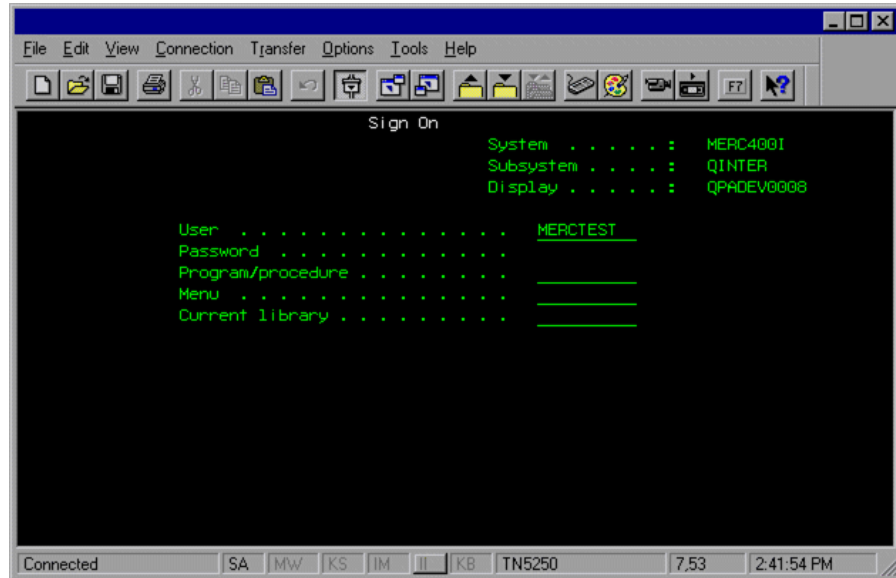 File Edit View Connection Transfer Options Tools Help
F7
Sign On
System . . . . . : MERC400I
Subsystem . . . . : QINTER
Display . . . . . : QPADEV0008
User . . . . . . . . . . . . . . MERCTEST
Password . . . . . . . . . . . .
Program/procedure . . . . . . . .
Menu . . . . . . . . . . . . . .
Current library . . . . . . . . .
Connected SA MW KS IM II KB TN5250 7,53 2:41:54 PM